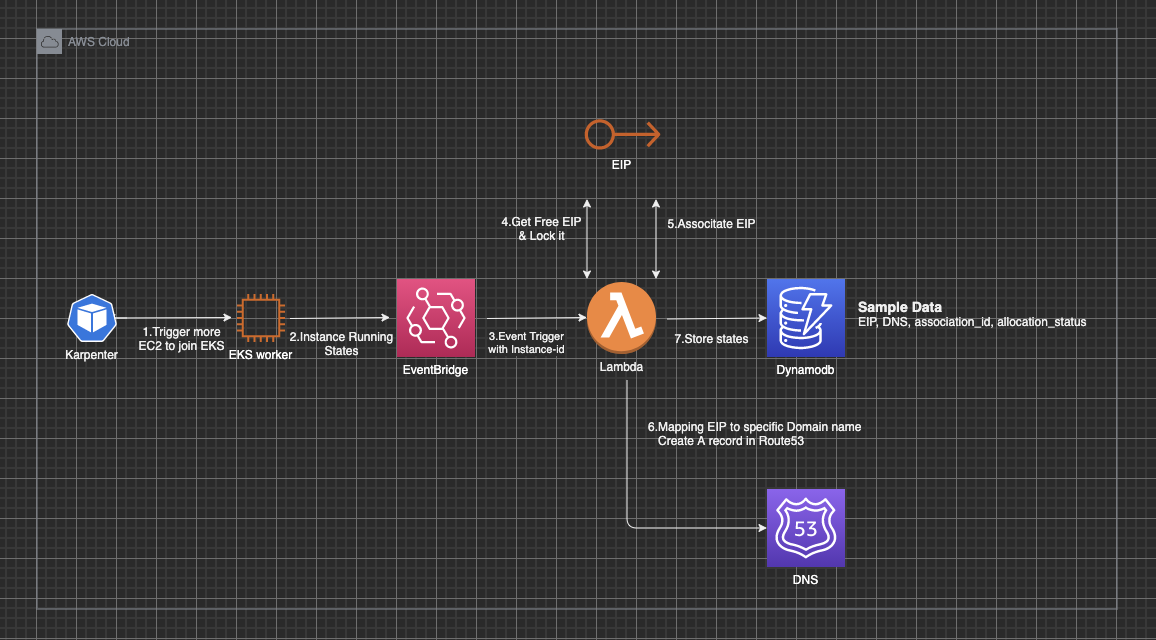 AWS Cloud
EIP
4.Get Free EIP
& Lock it
5.Associtate EIP
Karpenter
1.Trigger more
EC2 to join EKS
EKS worker
2.Instance Running
States
EventBridge
3.Event Trigger
with Instance-id
Lambda
7.Store states
Dynamodb
Sample Data
EIP, DNS, association_id, allocation_status
6.Mapping EIP to specific Domain name
Create A record in Route53
53
DNS